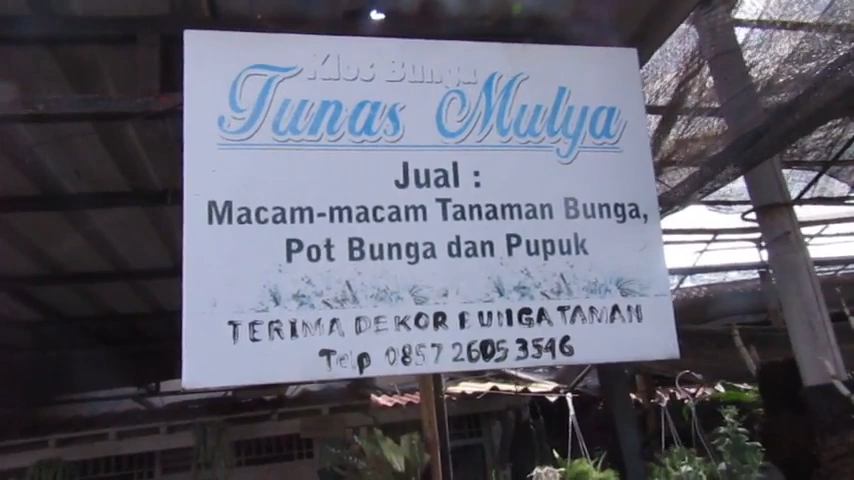 Kios Bunga
Tunas Mulya
Jual :
Macam-macam Tanaman Bunga,
Pot Bunga dan Pupuk
TERIMA DEKOR BUNGA TAMAN
Telp 0857 2605 3546